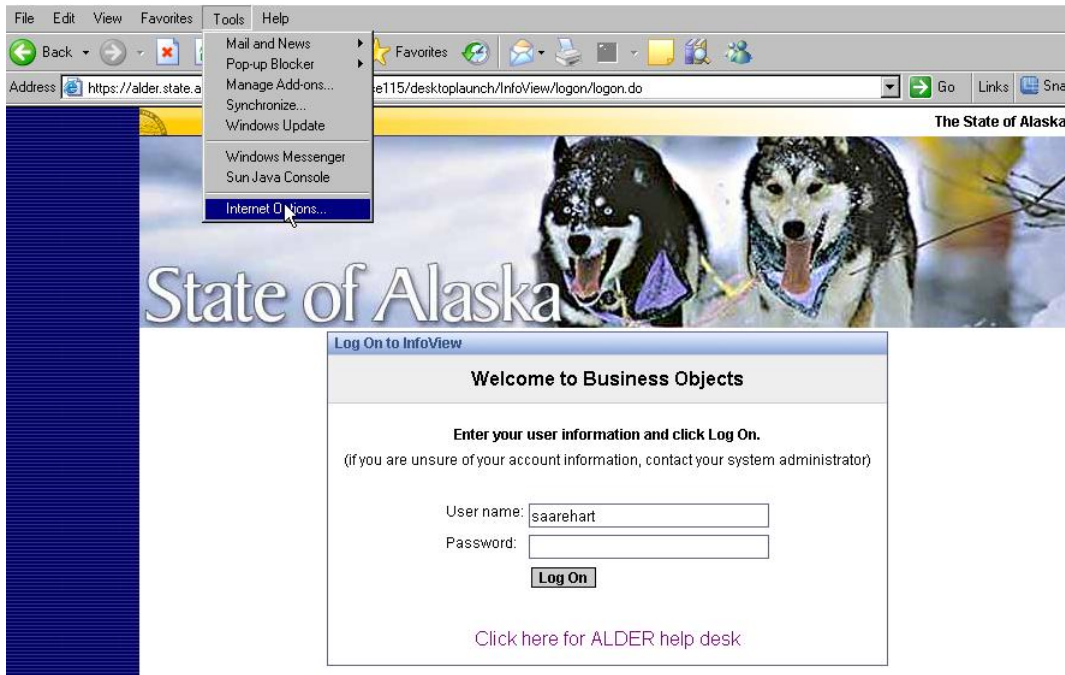 File Edit View Favorites Tools Help
Back Favorites
Address https://alder.state.a e115/desktoplaunch/InfoView/logon/logon.do Go Links Sna
Mail and News
Pop-up Blocker
Manage Add-ons...
Synchronize...
Windows Update
Windows Messenger
Sun Java Console
Internet Options...
The State of Alaska
State of Alaska
Log On to InfoView
Welcome to Business Objects
Enter your user information and click Log On.
(if you are unsure of your account information, contact your system administrator)
User name: saarehart
Password:
Log On
Click here for ALDER help desk